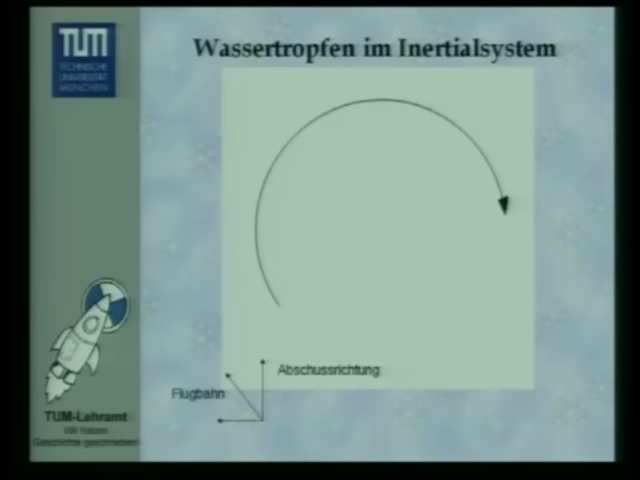 TUM
TECHNISCHE
UNIVERSITÄT
MÜNCHEN
Wassertropfen im Inertialsystem
Abschussrichtung
Flugbahn
TUM-Lehramt
Wir haben
Geschichte geschrieben!